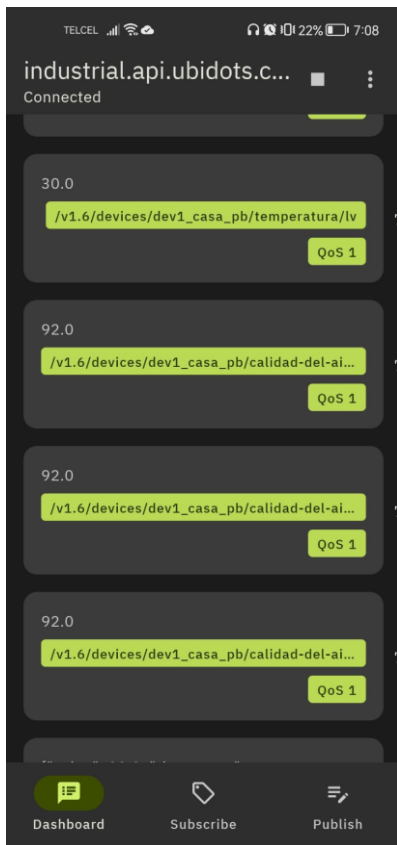 TELCEL 22% 7:08
industrial.api.ubidots.c...
Connected
30.0
/v1.6/devices/dev1_casa_pb/temperatura/lv
QoS 1
92.0
/v1.6/devices/dev1_casa_pb/calidad-del-ai...
QoS 1
92.0
/v1.6/devices/dev1_casa_pb/calidad-del-ai...
QoS 1
92.0
/v1.6/devices/dev1_casa_pb/calidad-del-ai...
QoS 1
Dashboard Subscribe Publish